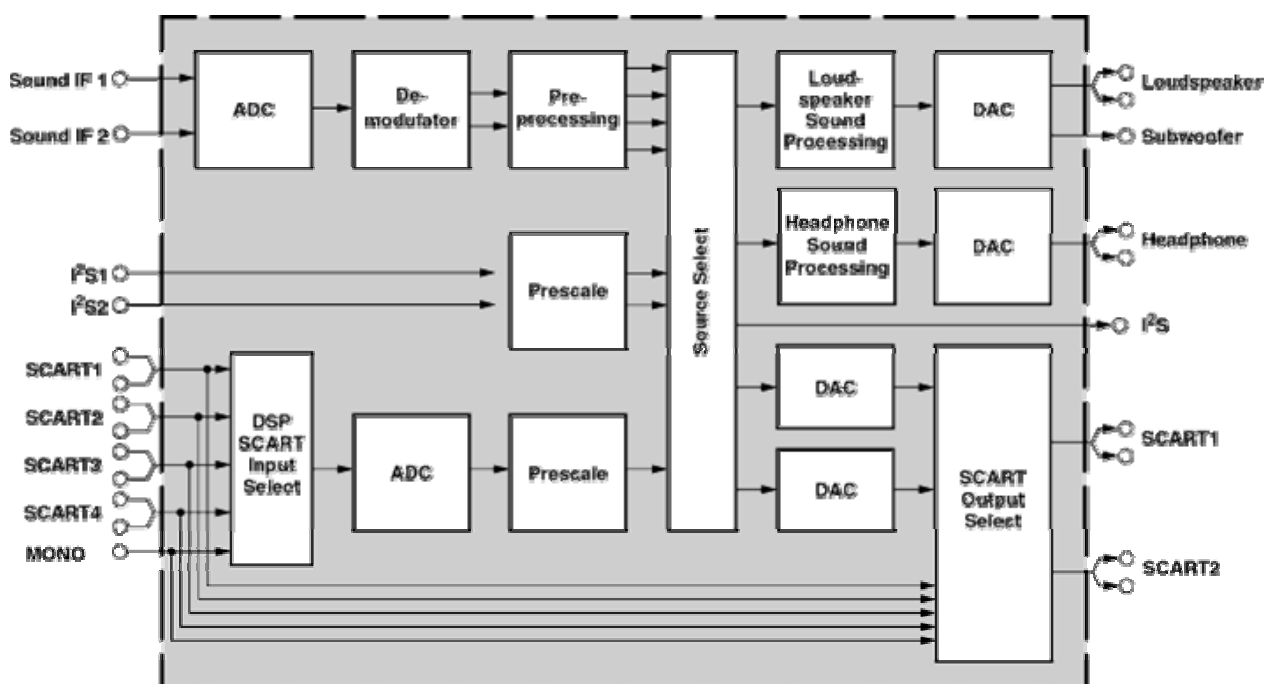 Sound IF 1
Sound IF 2
ADC
De-
modulator
Pre-
processing
Loud-
speaker
Sound
Processing
DAC
Loudspeaker
Subwoofer
Headphone
Sound
Processing
DAC
Headphone
Source Select
I²S1
I²S2
Prescale
I²S
SCART1
SCART2
SCART3
SCART4
MONO
DSP
SCART
Input
Select
ADC
Prescale
DAC
DAC
SCART
Output
Select
SCART1
SCART2